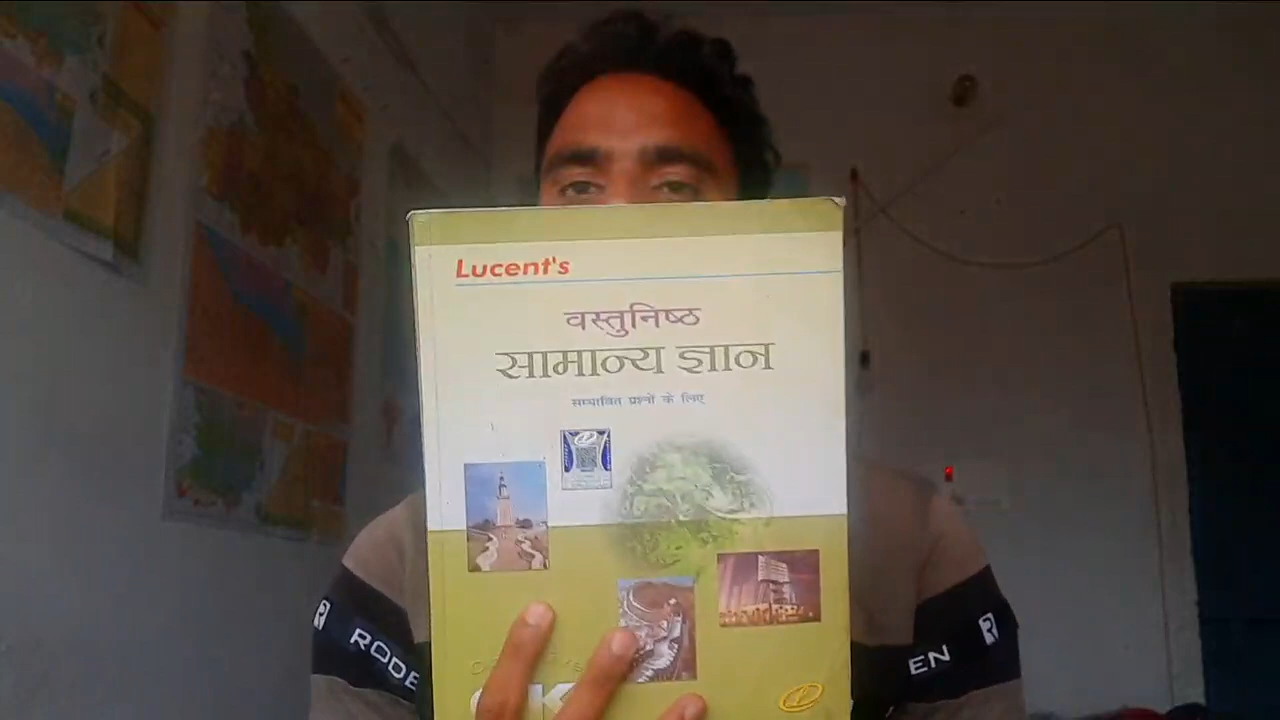 Lucent's
वस्तुनिष्ठ
सामान्य ज्ञान
सम्भावित प्रश्नों के लिए
RODE
EN